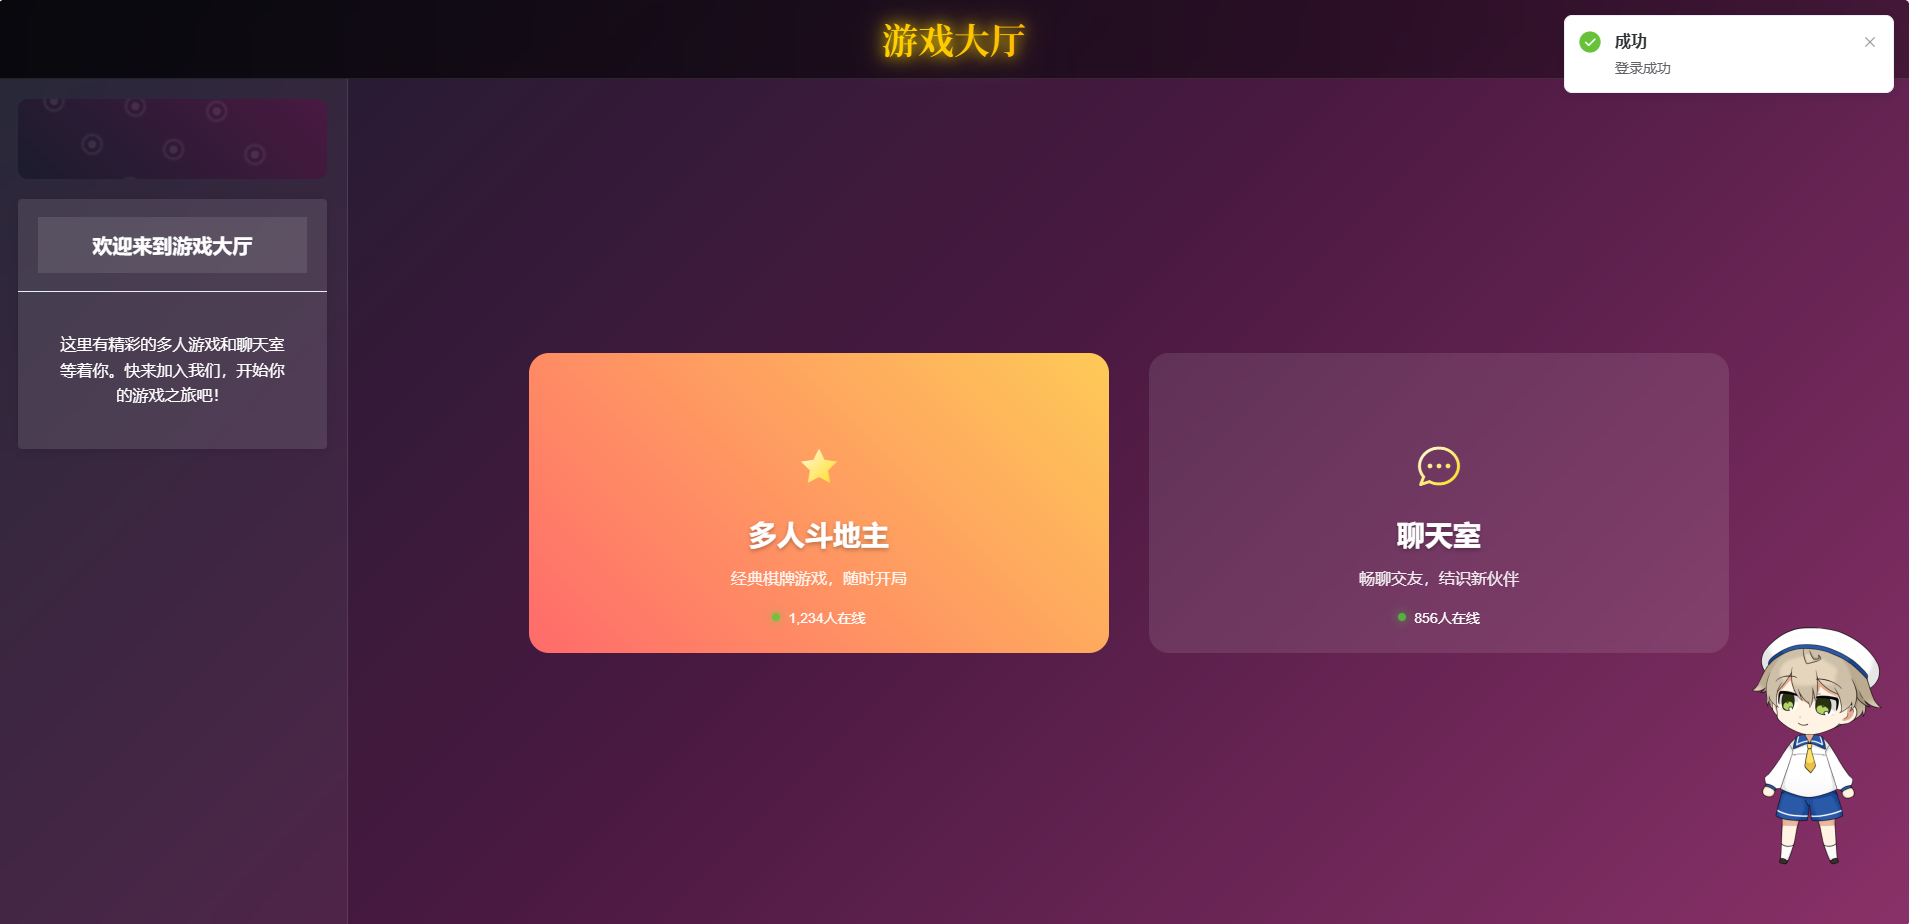 游戏大厅
成功
登录成功
欢迎来到游戏大厅
这里有精彩的多人游戏和聊天室
等着你。快来加入我们，开始你
的游戏之旅吧！
多人斗地主
经典棋牌游戏，随时开局
1,234人在线
聊天室
畅聊交友，结识新伙伴
856人在线